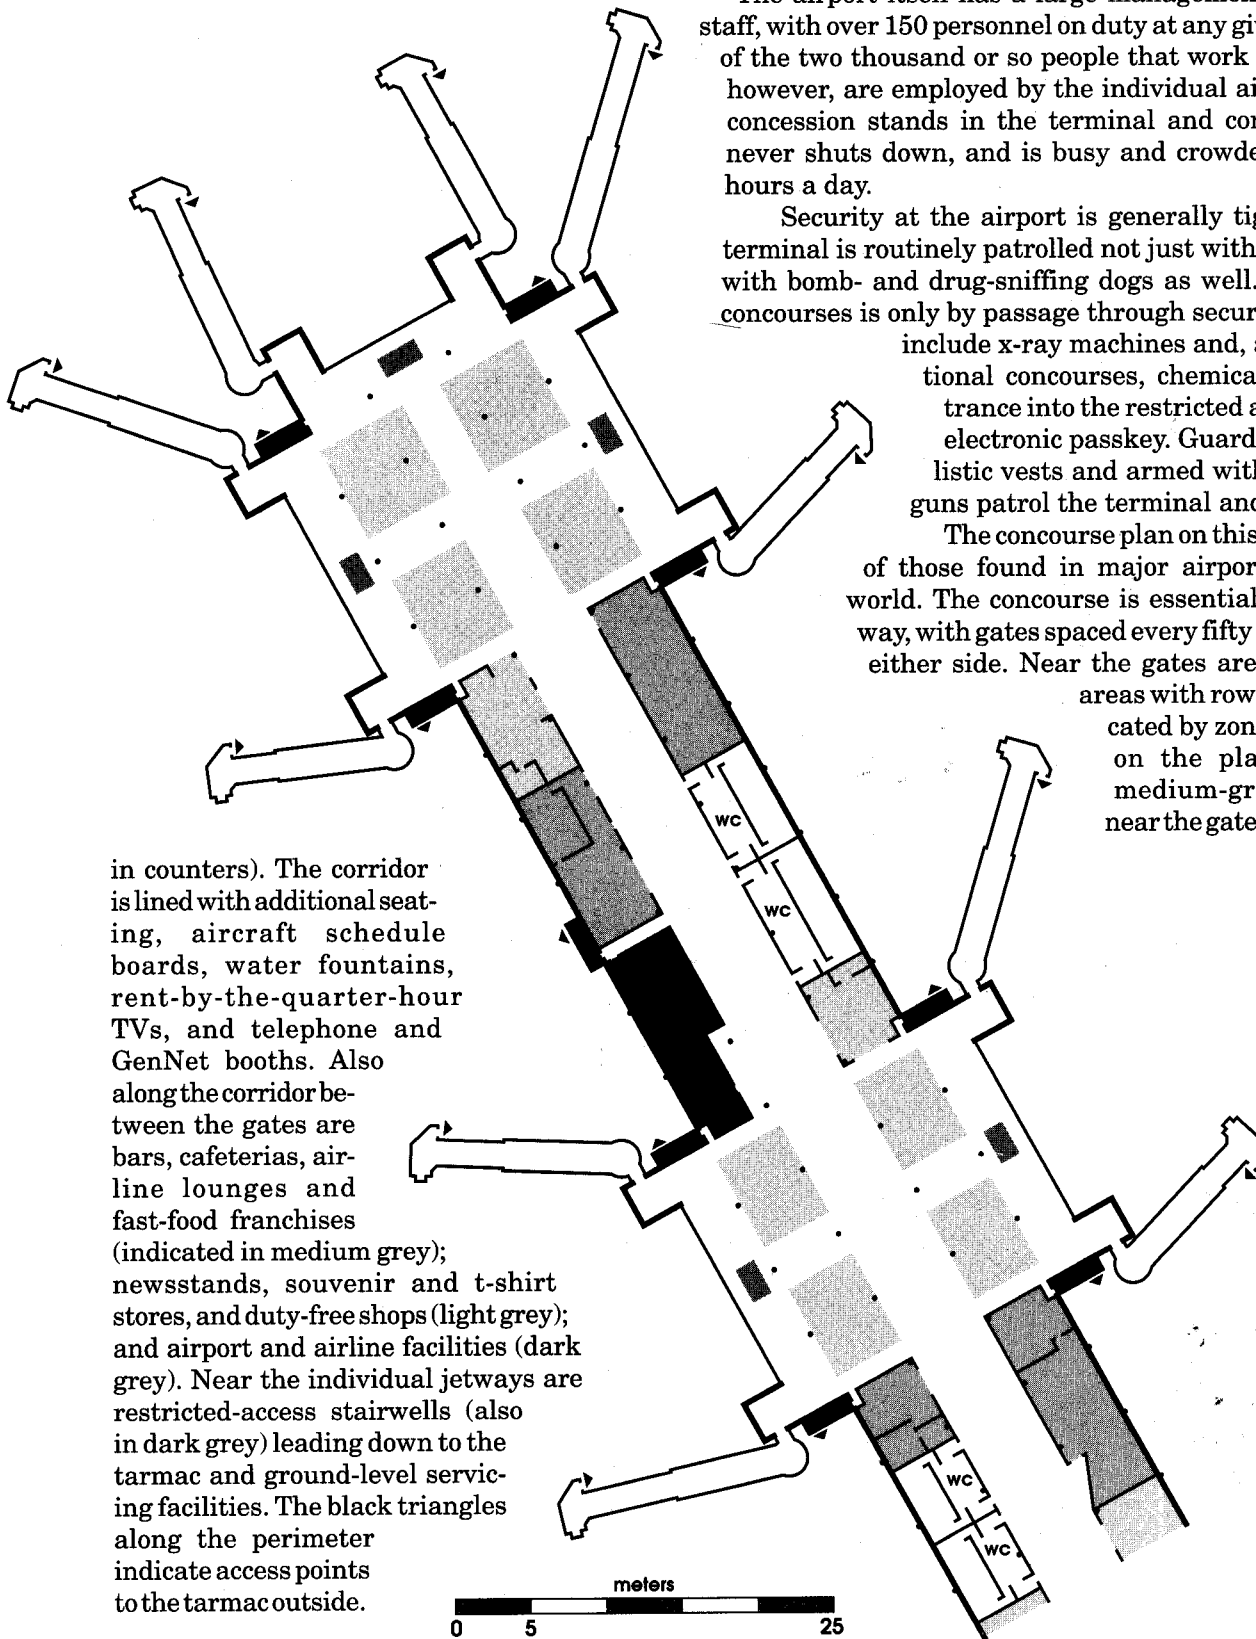 The airport itself has a large management
staff, with over 150 personnel on duty at any gi
of the two thousand or so people that work
however, are employed by the individual ai
concession stands in the terminal and co
never shuts down, and is busy and crowde
hours a day.
Security at the airport is generally ti
terminal is routinely patrolled not just with
with bomb- and drug-sniffing dogs as well.
concourses is only by passage through secur
include x-ray machines and,
tional concourses, chemica
trance into the restricted a
electronic passkey. Guard
listic vests and armed wit
guns patrol the terminal and
The concourse plan on this
of those found in major airpor
world. The concourse is essential
way, with gates spaced every fifty
either side. Near the gates are
areas with row
cated by zon
on the pla
medium-gr
near the gate
in counters). The corridor
is lined with additional seat-
ing, aircraft schedule
boards, water fountains,
rent-by-the-quarter-hour
TVs, and telephone and
GenNet booths. Also
along the corridor be-
tween the gates are
bars, cafeterias, air-
line lounges and
fast-food franchises
(indicated in medium grey);
newsstands, souvenir and t-shirt
stores, and duty-free shops (light grey);
and airport and airline facilities (dark
grey). Near the individual jetways are
restricted-access stairwells (also
in dark grey) leading down to the
tarmac and ground-level servic-
ing facilities. The black triangles
along the perimeter
indicate access points
to the tarmac outside.
WC
WC
WC
WC
meters
0 5 25